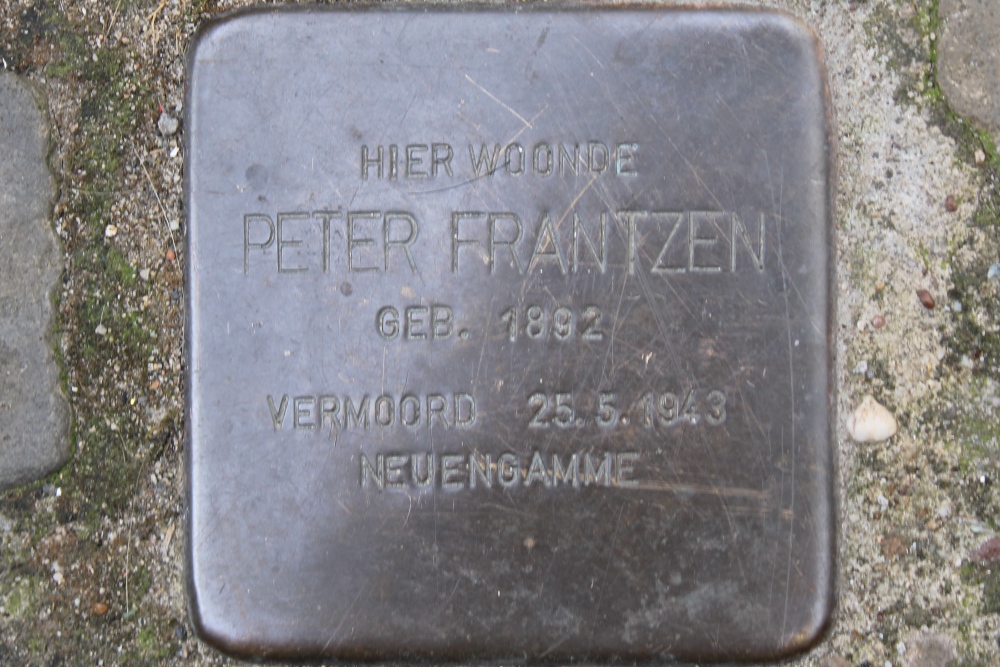 HIER WOONDE
PETER FRANTZEN
GEB. 1892
VERMOORD 25.5.1943
NEUENGAMME